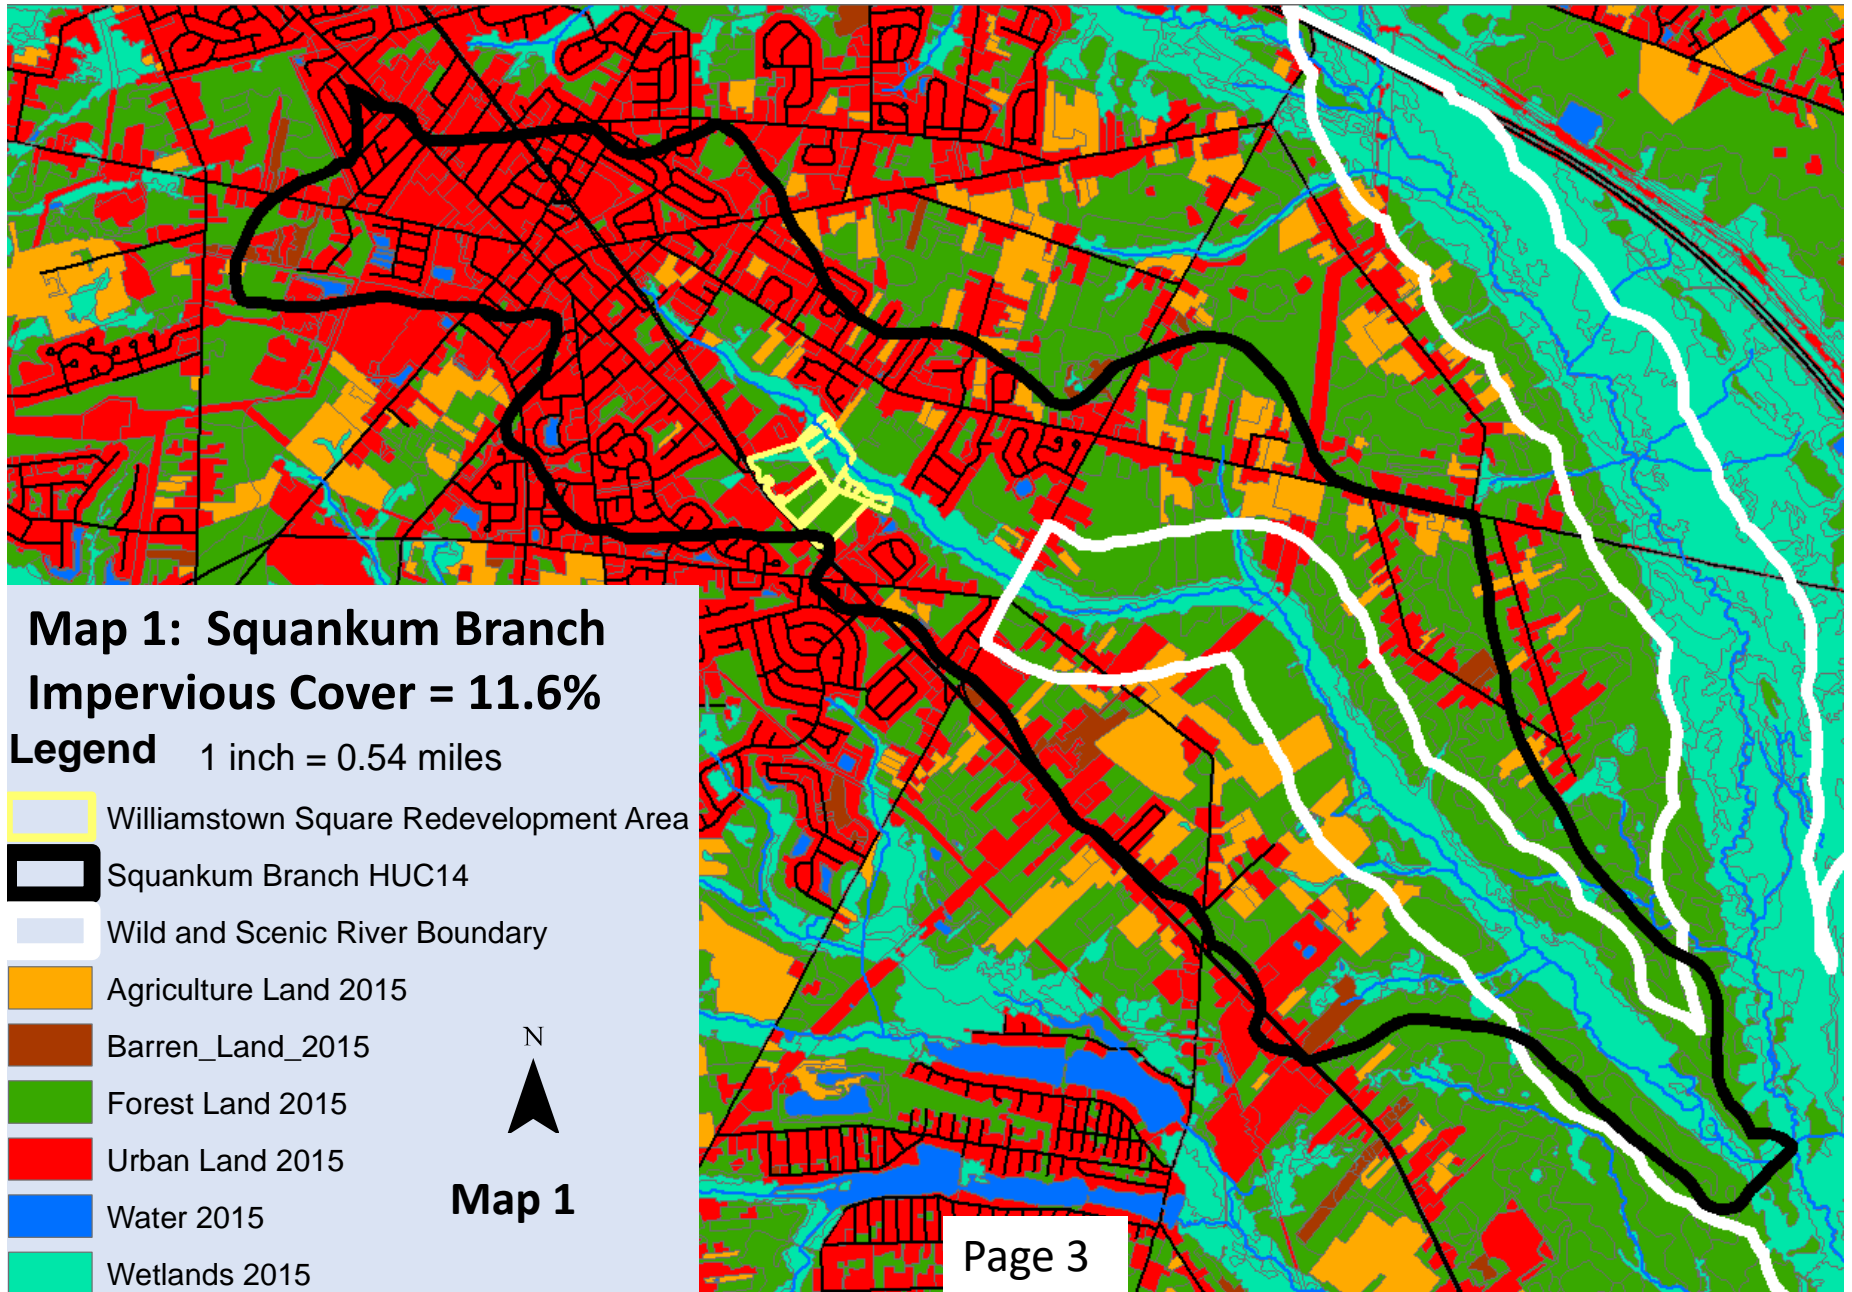 Map 1: Squankum Branch
Impervious Cover = 11.6%
Legend 1 inch = 0.54 miles
Williamstown Square Redevelopment Area
Squankum Branch HUC14
Wild and Scenic River Boundary
Agriculture Land 2015
Barren_Land_2015
Forest Land 2015
Urban Land 2015
Water 2015
Wetlands 2015
N
Map 1
Page 3